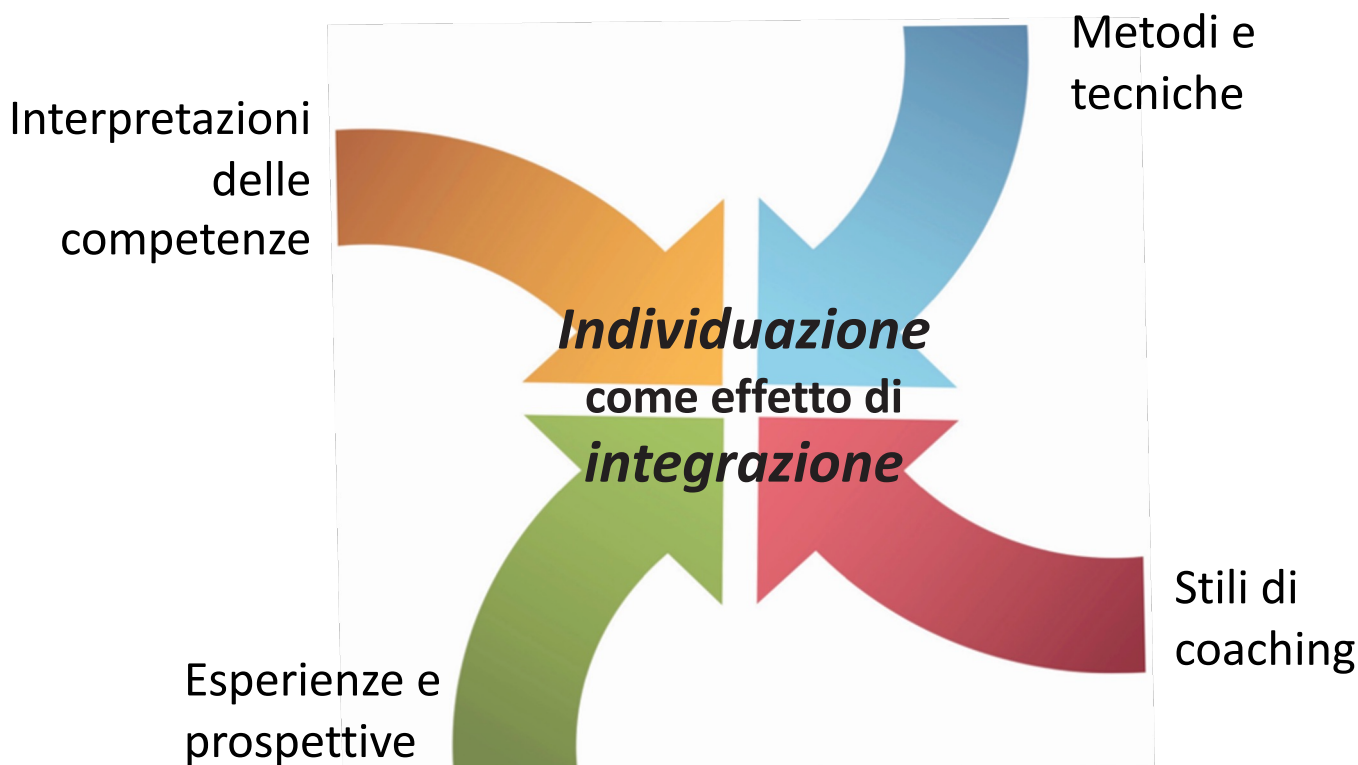 Metodi e
tecniche
Interpretazioni
delle
competenze
Individuazione
come effetto di
integrazione
Stili di
coaching
Esperienze e
prospettive